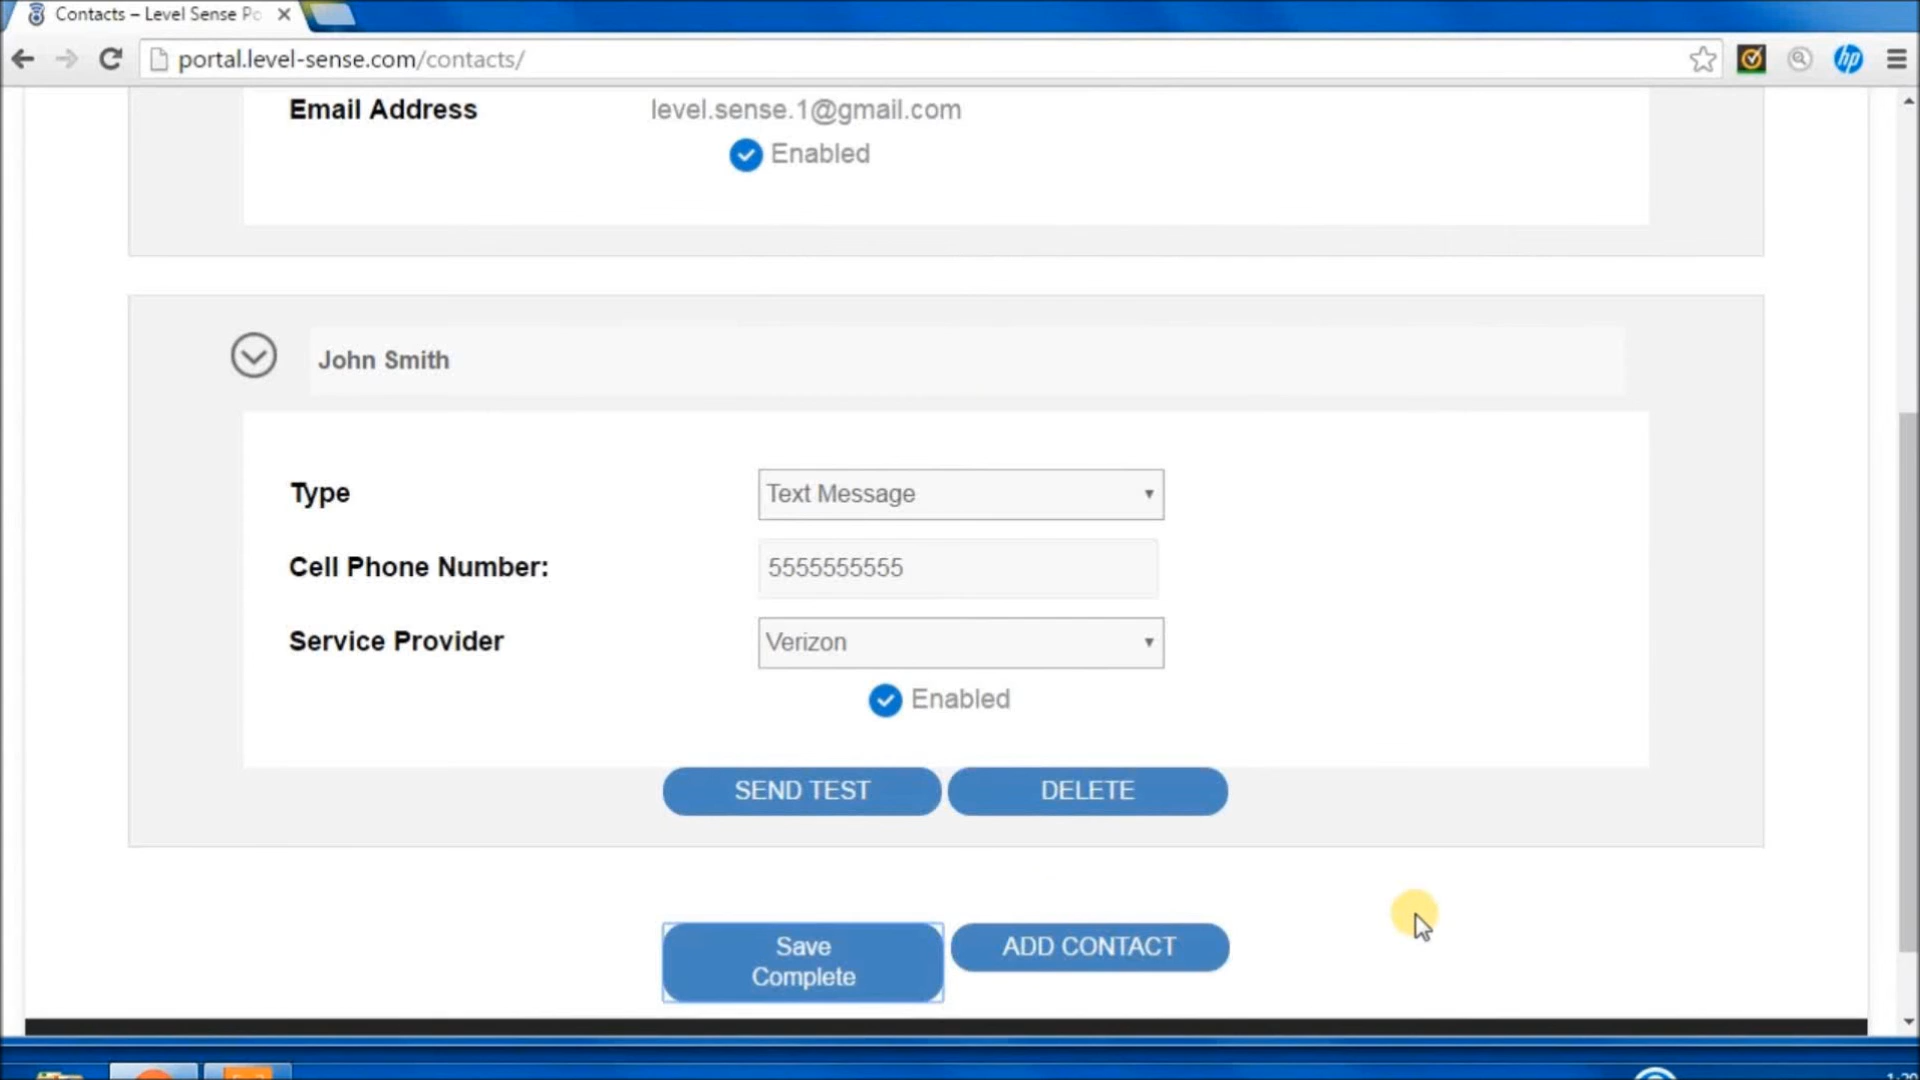 Contacts – Level Sense Po
portal.level-sense.com/contacts/
hp
Email Address level.sense.1@gmail.com
Enabled
John Smith
Type Text Message
Cell Phone Number: 5555555555
Service Provider Verizon
Enabled
SEND TEST DELETE
Save
Complete
ADD CONTACT